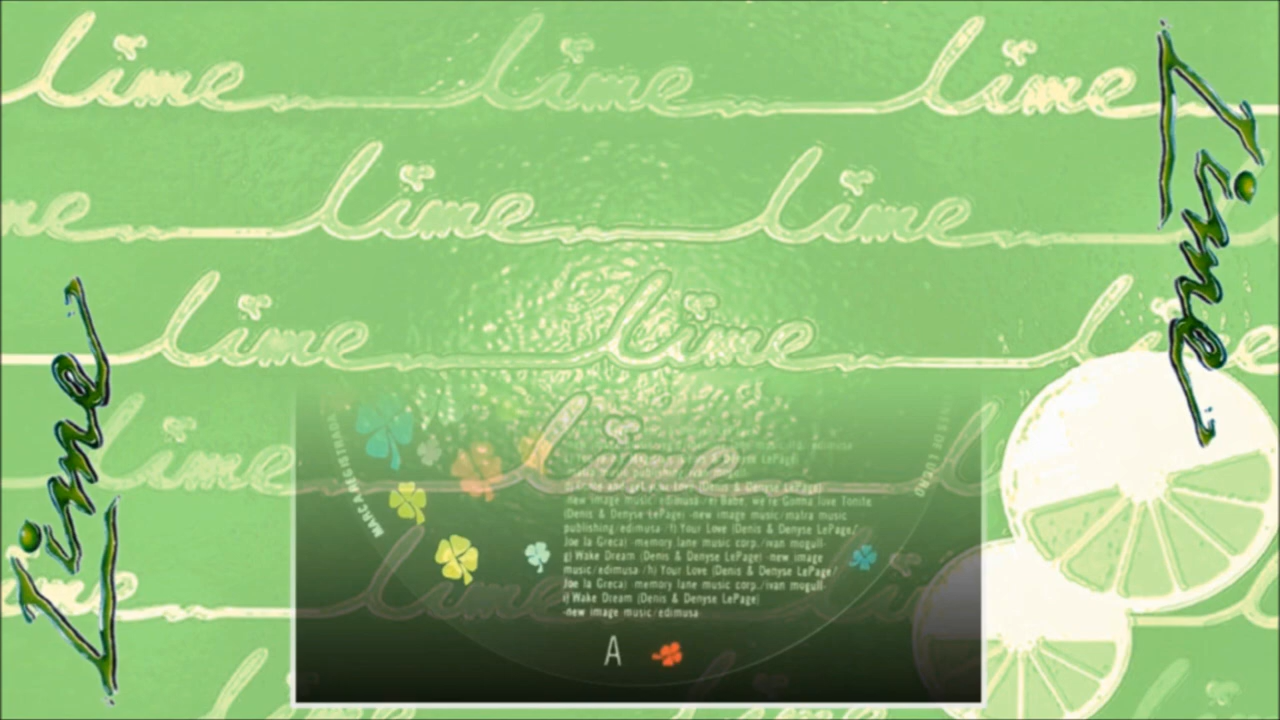 lime lime lime
lime lime
lime lime
lime
Lime
Lime
MARCA REGISTRADA
d) Come and get your Love (Denis & Denyse LePage)
-new image music edimusa /e) Babe, we're Gonna love Tonite
(Denis & Denyse LePage) -new image music/matra music
publishing/edimusa /f) Your Love (Denis & Denyse LePage/
Joe la Greca) -memory lane music corp./ivan mogull-
g) Wake Dream (Denis & Denyse LePage) -new image
music/edimusa /h) Your Love (Denis & Denyse LePage/
Joe la Greca) -memory lane music corp./ivan mogull-
i) Wake Dream (Denis & Denyse LePage)
-new image music/edimusa
A